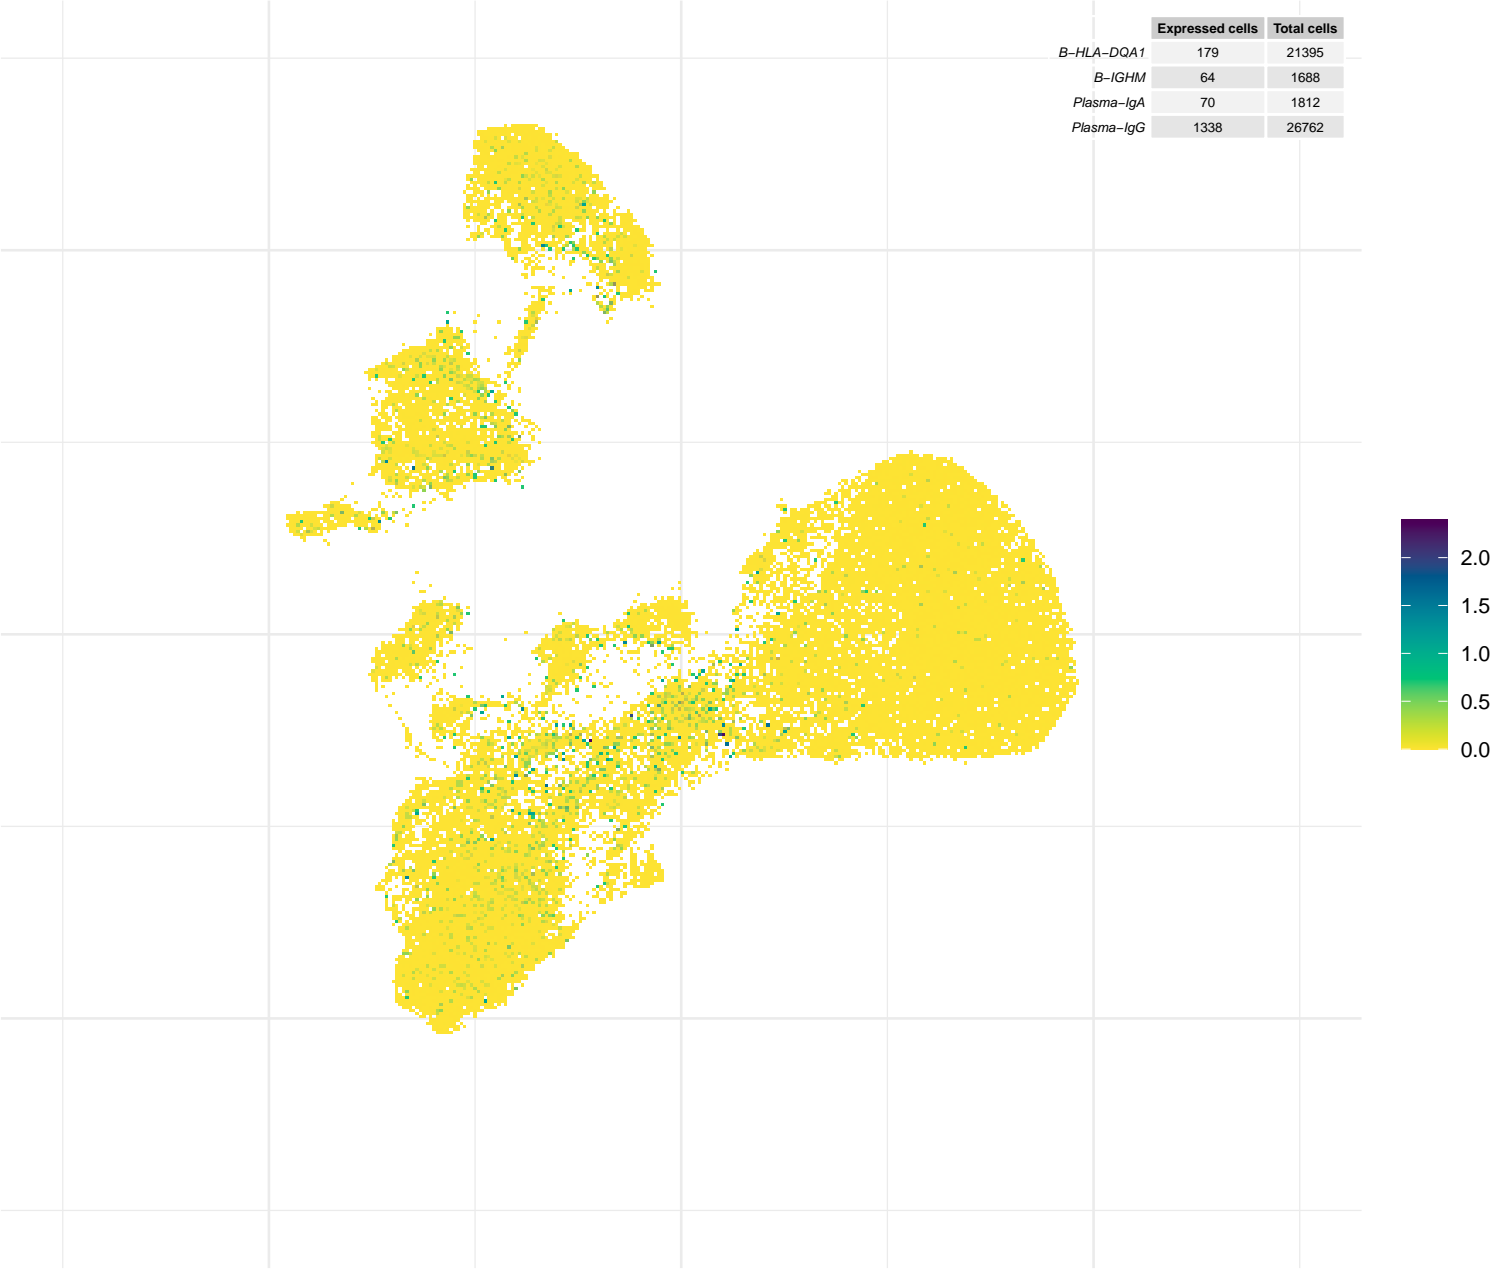 Expressed cells Total cells
B−HLA−DQA1 179 21395
B−IGHM 64 1688
Plasma−IgA 70 1812
Plasma−IgG 1338 26762
2.0
1.5
1.0
0.5
0.0